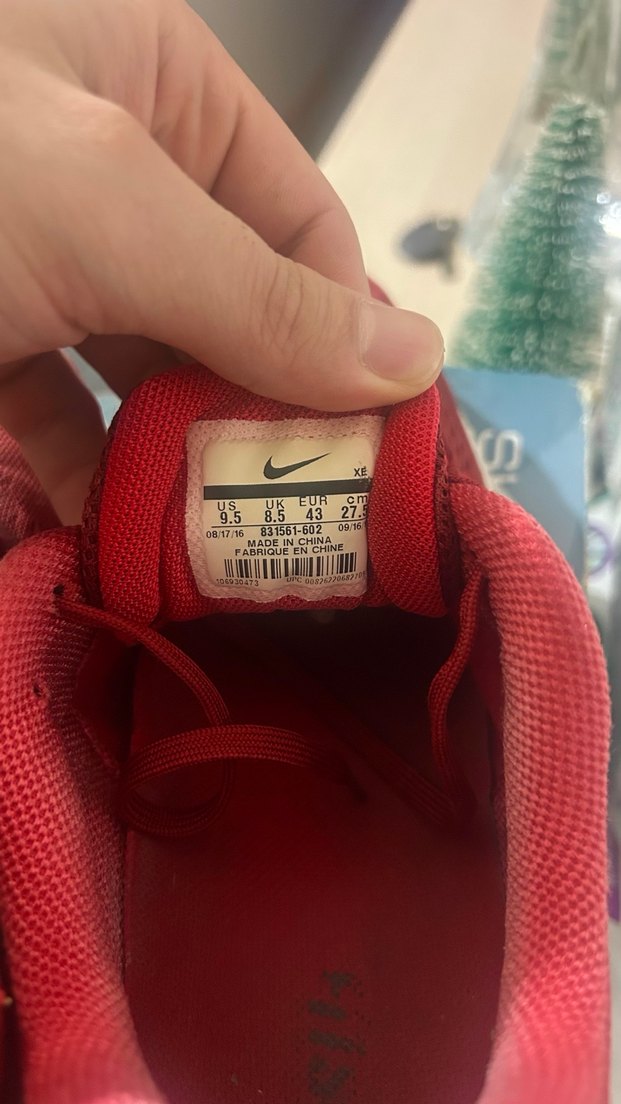 XE
US UK EUR cm
9.5 8.5 43 27.5
08/17/16 831561-602 09/16/
MADE IN CHINA
FABRIQUE EN CHINE
106930473 UPC